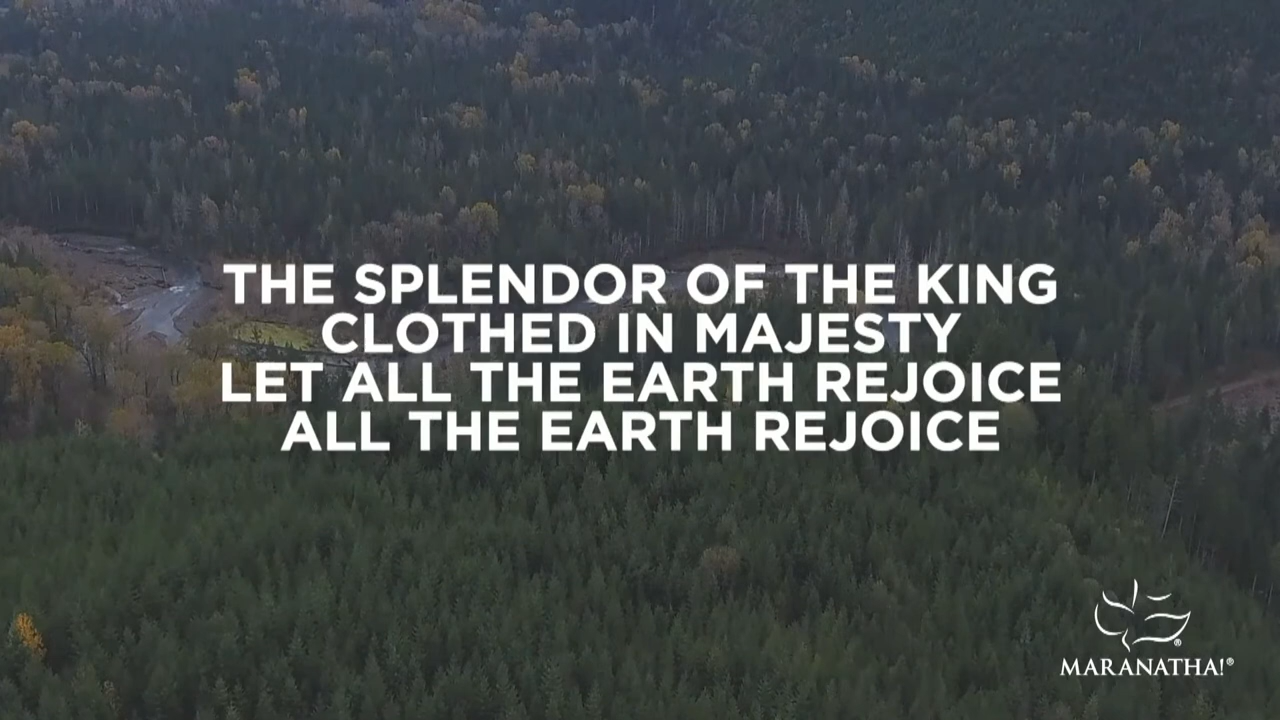 THE SPLENDOR OF THE KING
CLOTHED IN MAJESTY
LET ALL THE EARTH REJOICE
ALL THE EARTH REJOICE
®
MARANATHA!®